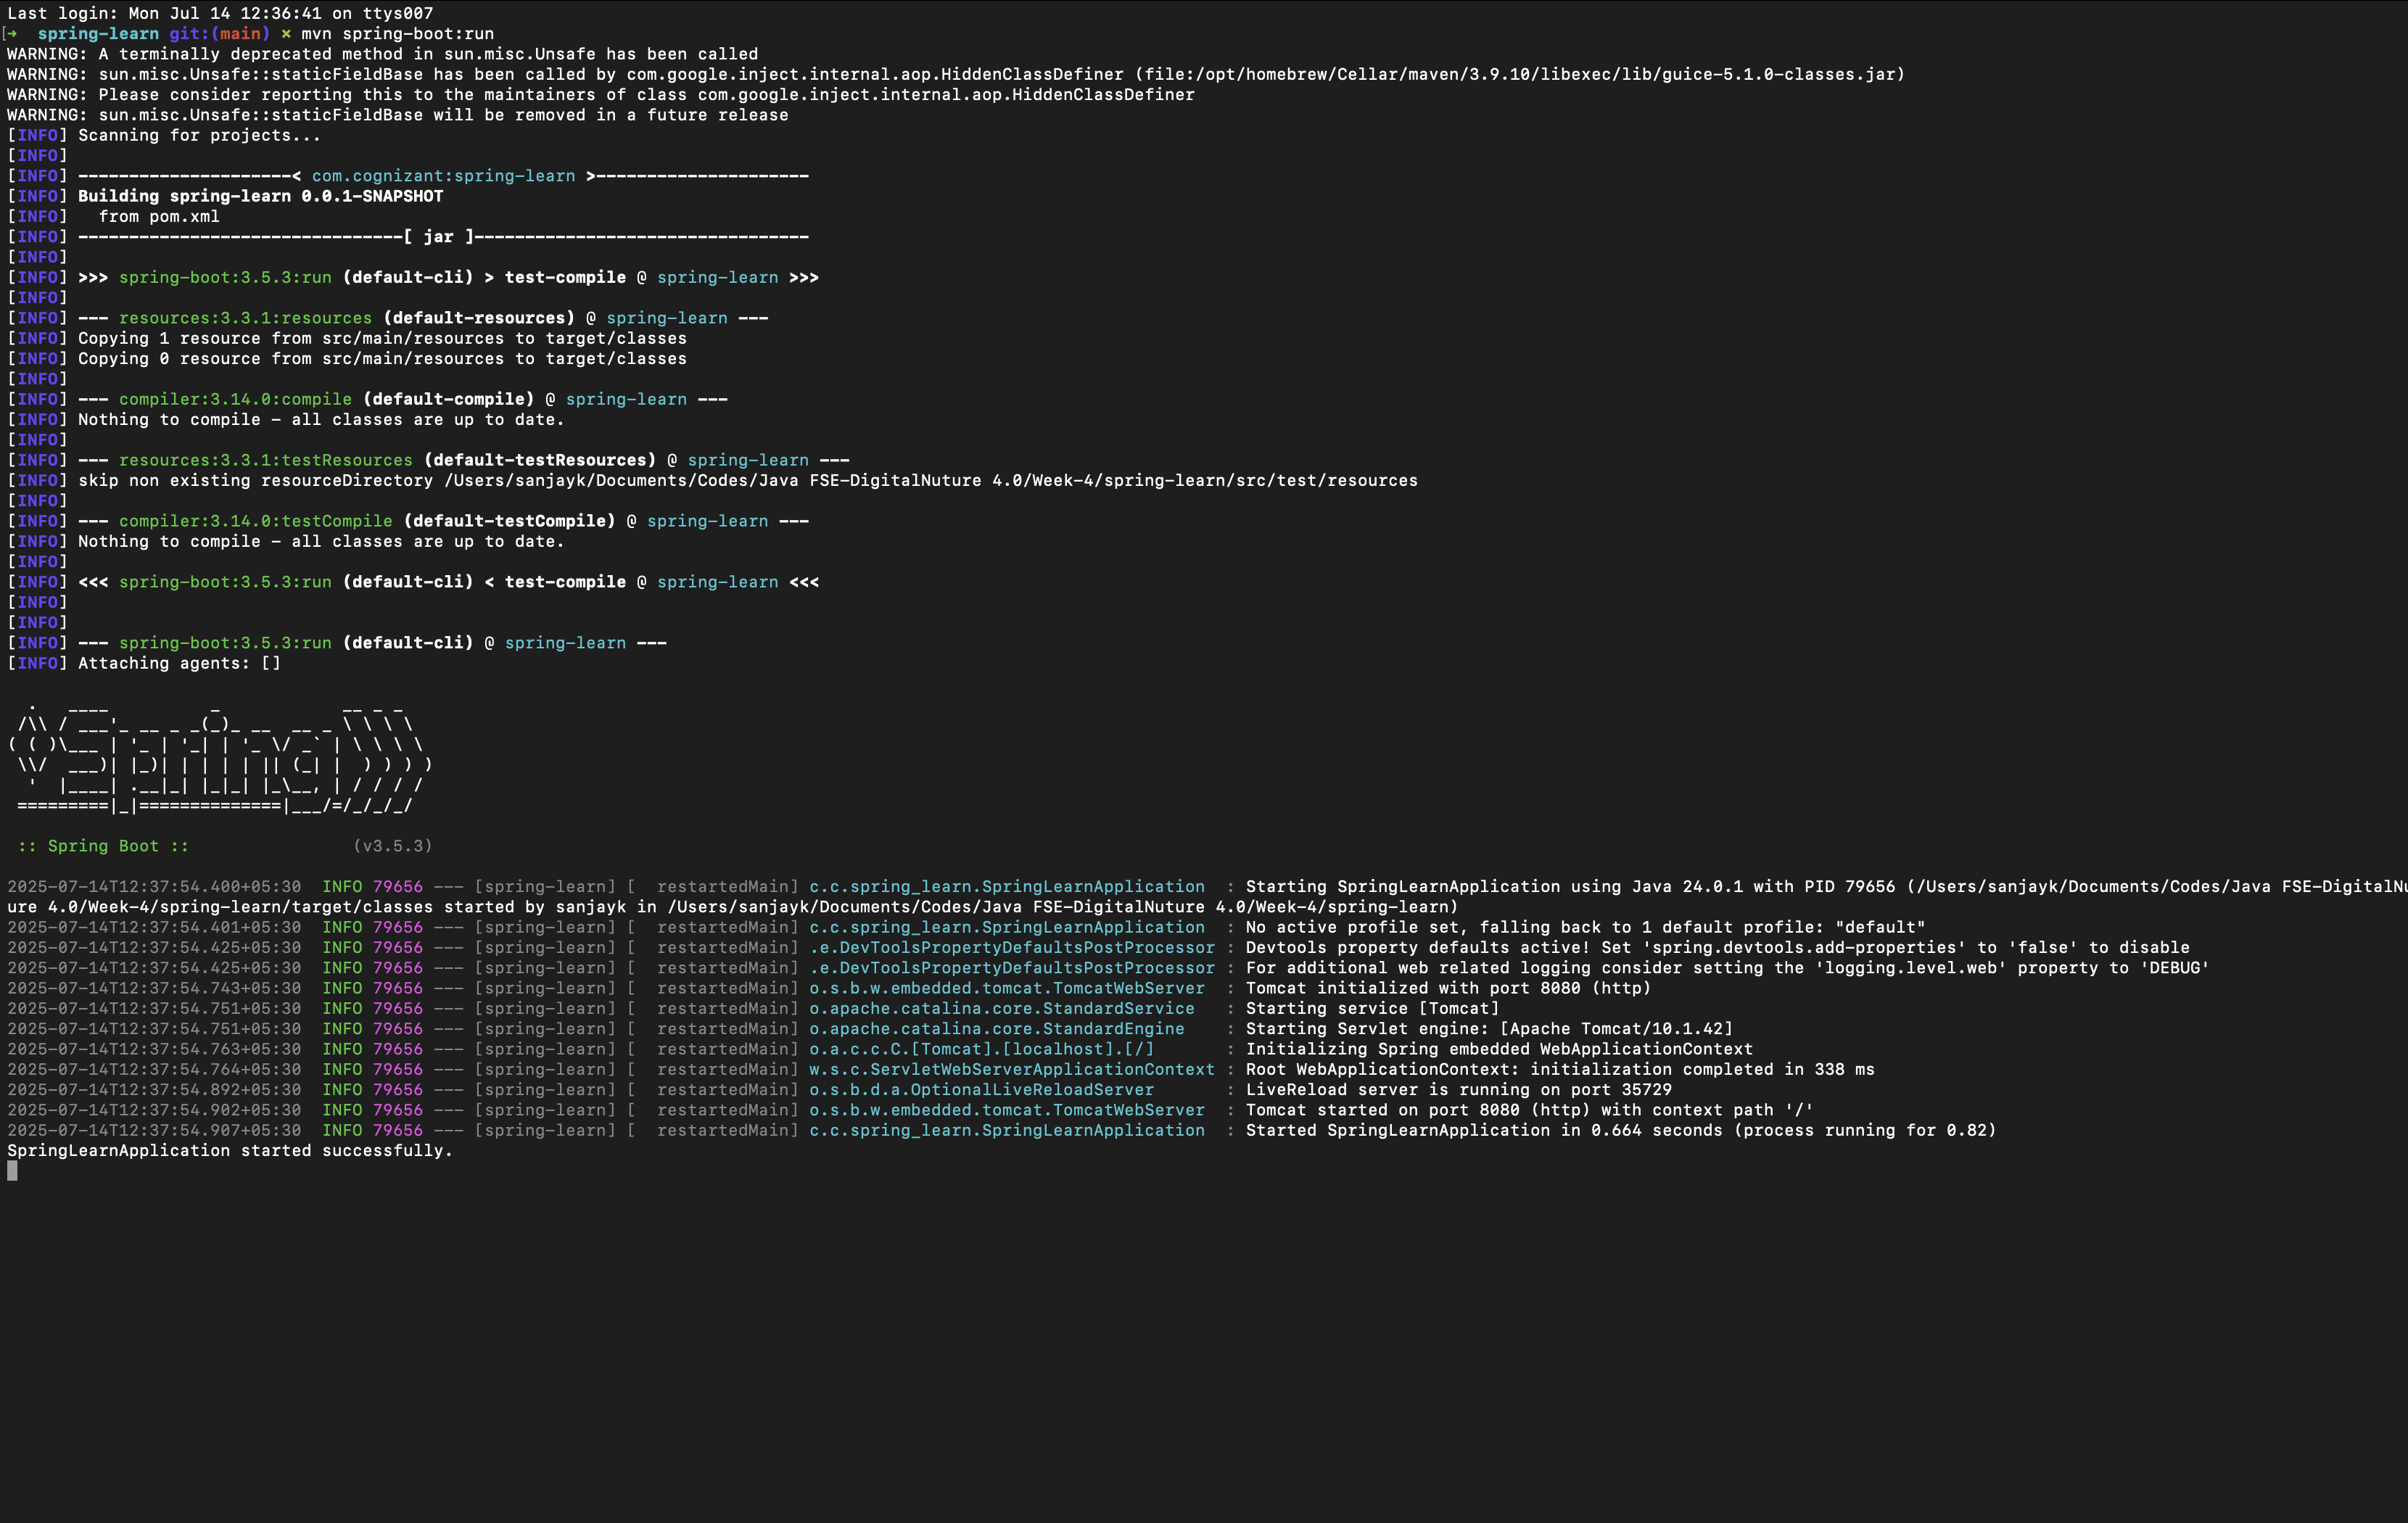 Last login: Mon Jul 14 12:36:41 on ttys007
[➜  spring-learn git:(main) ✗ mvn spring-boot:run
WARNING: A terminally deprecated method in sun.misc.Unsafe has been called
WARNING: sun.misc.Unsafe::staticFieldBase has been called by com.google.inject.internal.aop.HiddenClassDefiner (file:/opt/homebrew/Cellar/maven/3.9.10/libexec/lib/guice-5.1.0-classes.jar)
WARNING: Please consider reporting this to the maintainers of class com.google.inject.internal.aop.HiddenClassDefiner
WARNING: sun.misc.Unsafe::staticFieldBase will be removed in a future release
[INFO] Scanning for projects...
[INFO]
[INFO] ---------------------< com.cognizant:spring-learn >---------------------
[INFO] Building spring-learn 0.0.1-SNAPSHOT
[INFO]   from pom.xml
[INFO] --------------------------------[ jar ]---------------------------------
[INFO]
[INFO] >>> spring-boot:3.5.3:run (default-cli) > test-compile @ spring-learn >>>
[INFO]
[INFO] --- resources:3.3.1:resources (default-resources) @ spring-learn ---
[INFO] Copying 1 resource from src/main/resources to target/classes
[INFO] Copying 0 resource from src/main/resources to target/classes
[INFO]
[INFO] --- compiler:3.14.0:compile (default-compile) @ spring-learn ---
[INFO] Nothing to compile - all classes are up to date.
[INFO]
[INFO] --- resources:3.3.1:testResources (default-testResources) @ spring-learn ---
[INFO] skip non existing resourceDirectory /Users/sanjayk/Documents/Codes/Java FSE-DigitalNuture 4.0/Week-4/spring-learn/src/test/resources
[INFO]
[INFO] --- compiler:3.14.0:testCompile (default-testCompile) @ spring-learn ---
[INFO] Nothing to compile - all classes are up to date.
[INFO]
[INFO] <<< spring-boot:3.5.3:run (default-cli) < test-compile @ spring-learn <<<
[INFO]
[INFO]
[INFO] --- spring-boot:3.5.3:run (default-cli) @ spring-learn ---
[INFO] Attaching agents: []
  .   ____          _            __ _ _
 /\\ / ___'_ __ _ _(_)_ __  __ _ \ \ \ \
( ( )\___ | '_ | '_| | '_ \/ _` | \ \ \ \
 \\/  ___)| |_)| | | | | || (_| |  ) ) ) )
  '  |____| .__|_| |_|_| |_\__, | / / / /
 =========|_|==============|___/=/_/_/_/
 :: Spring Boot ::                (v3.5.3)
2025-07-14T12:37:54.400+05:30  INFO 79656 --- [spring-learn] [  restartedMain] c.c.spring_learn.SpringLearnApplication  : Starting SpringLearnApplication using Java 24.0.1 with PID 79656 (/Users/sanjayk/Documents/Codes/Java FSE-DigitalNut
ure 4.0/Week-4/spring-learn/target/classes started by sanjayk in /Users/sanjayk/Documents/Codes/Java FSE-DigitalNuture 4.0/Week-4/spring-learn)
2025-07-14T12:37:54.401+05:30  INFO 79656 --- [spring-learn] [  restartedMain] c.c.spring_learn.SpringLearnApplication  : No active profile set, falling back to 1 default profile: "default"
2025-07-14T12:37:54.425+05:30  INFO 79656 --- [spring-learn] [  restartedMain] .e.DevToolsPropertyDefaultsPostProcessor : Devtools property defaults active! Set 'spring.devtools.add-properties' to 'false' to disable
2025-07-14T12:37:54.425+05:30  INFO 79656 --- [spring-learn] [  restartedMain] .e.DevToolsPropertyDefaultsPostProcessor : For additional web related logging consider setting the 'logging.level.web' property to 'DEBUG'
2025-07-14T12:37:54.743+05:30  INFO 79656 --- [spring-learn] [  restartedMain] o.s.b.w.embedded.tomcat.TomcatWebServer  : Tomcat initialized with port 8080 (http)
2025-07-14T12:37:54.751+05:30  INFO 79656 --- [spring-learn] [  restartedMain] o.apache.catalina.core.StandardService   : Starting service [Tomcat]
2025-07-14T12:37:54.751+05:30  INFO 79656 --- [spring-learn] [  restartedMain] o.apache.catalina.core.StandardEngine    : Starting Servlet engine: [Apache Tomcat/10.1.42]
2025-07-14T12:37:54.763+05:30  INFO 79656 --- [spring-learn] [  restartedMain] o.a.c.c.C.[Tomcat].[localhost].[/]       : Initializing Spring embedded WebApplicationContext
2025-07-14T12:37:54.764+05:30  INFO 79656 --- [spring-learn] [  restartedMain] w.s.c.ServletWebServerApplicationContext : Root WebApplicationContext: initialization completed in 338 ms
2025-07-14T12:37:54.892+05:30  INFO 79656 --- [spring-learn] [  restartedMain] o.s.b.d.a.OptionalLiveReloadServer       : LiveReload server is running on port 35729
2025-07-14T12:37:54.902+05:30  INFO 79656 --- [spring-learn] [  restartedMain] o.s.b.w.embedded.tomcat.TomcatWebServer  : Tomcat started on port 8080 (http) with context path '/'
2025-07-14T12:37:54.907+05:30  INFO 79656 --- [spring-learn] [  restartedMain] c.c.spring_learn.SpringLearnApplication  : Started SpringLearnApplication in 0.664 seconds (process running for 0.82)
SpringLearnApplication started successfully.